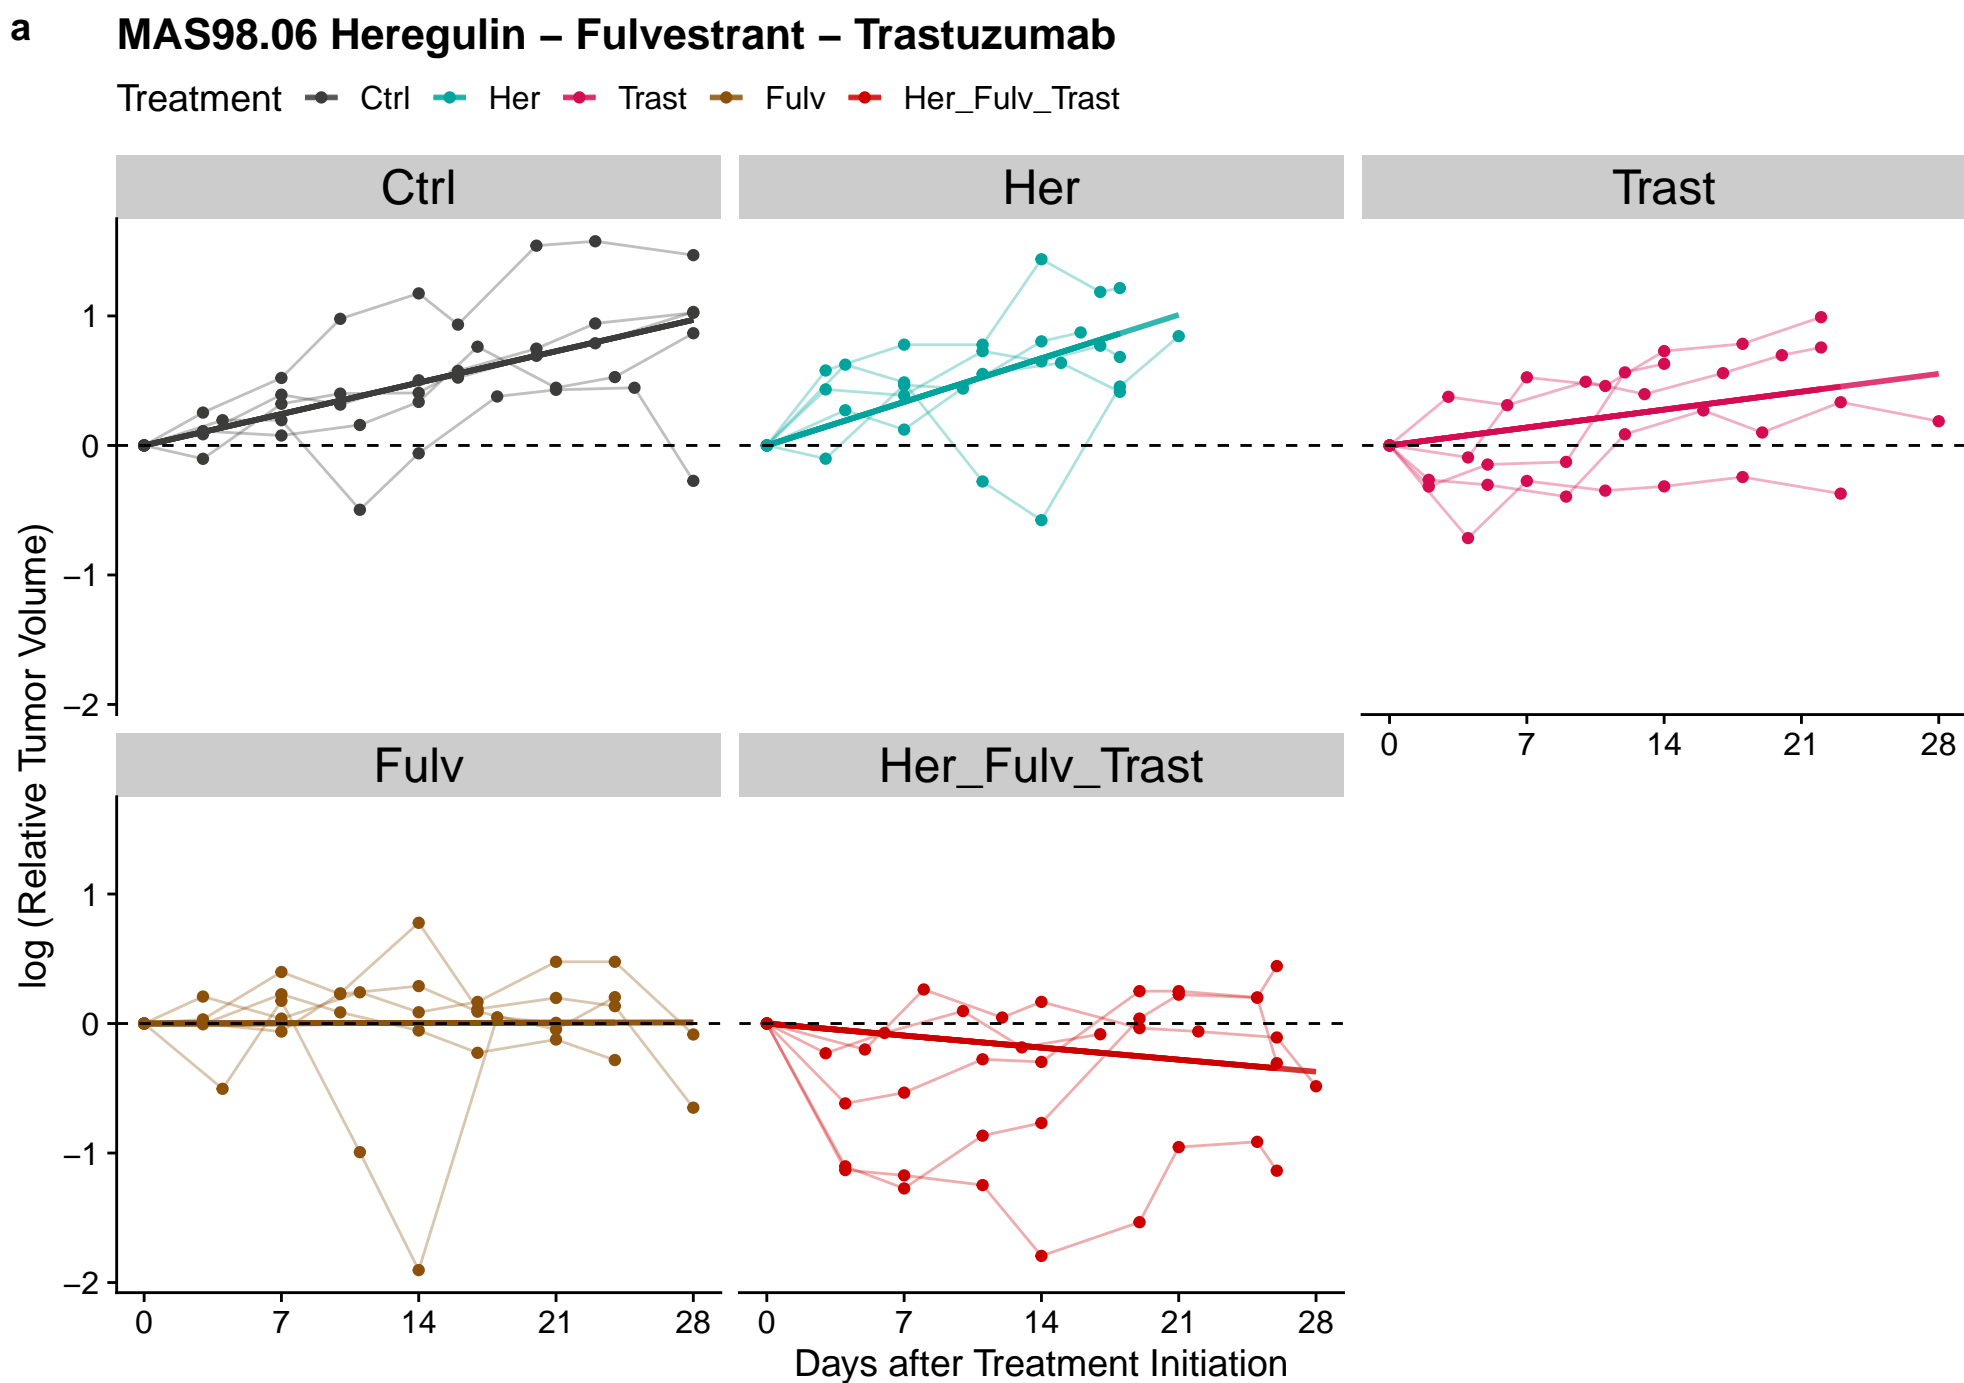 a
MAS98.06 Heregulin – Fulvestrant – Trastuzumab
Treatment Ctrl Her Trast Fulv Her_Fulv_Trast
Ctrl Her Trast
1
0
−1
−2
0 7 14 21 28
Fulv Her_Fulv_Trast
log (Relative Tumor Volume)
1
0
−1
−2
0 7 14 21 28 0 7 14 21 28
Days after Treatment Initiation